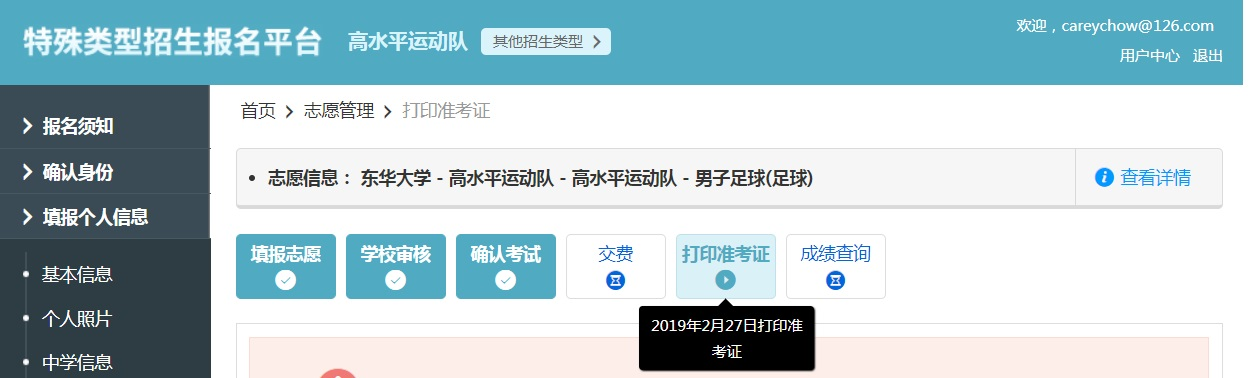 特殊类型招生报名平台
高水平运动队
其他招生类型
欢迎，careychow@126.com
用户中心 退出
报名须知
确认身份
填报个人信息
基本信息
个人照片
中学信息
首页 > 志愿管理 > 打印准考证
• 志愿信息： 东华大学 - 高水平运动队 - 高水平运动队 - 男子足球(足球)
查看详情
填报志愿
学校审核
确认考试
交费
打印准考证
成绩查询
2019年2月27日打印准
考证